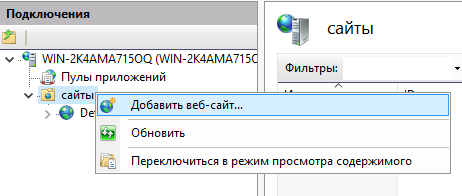 Подключения
WIN-2K4AMA715OQ (WIN-2K4AMA715O
Пулы приложений
сайты
De
Добавить веб-сайт...
Обновить
Переключиться в режим просмотра содержимого
сайты
Фильтры: